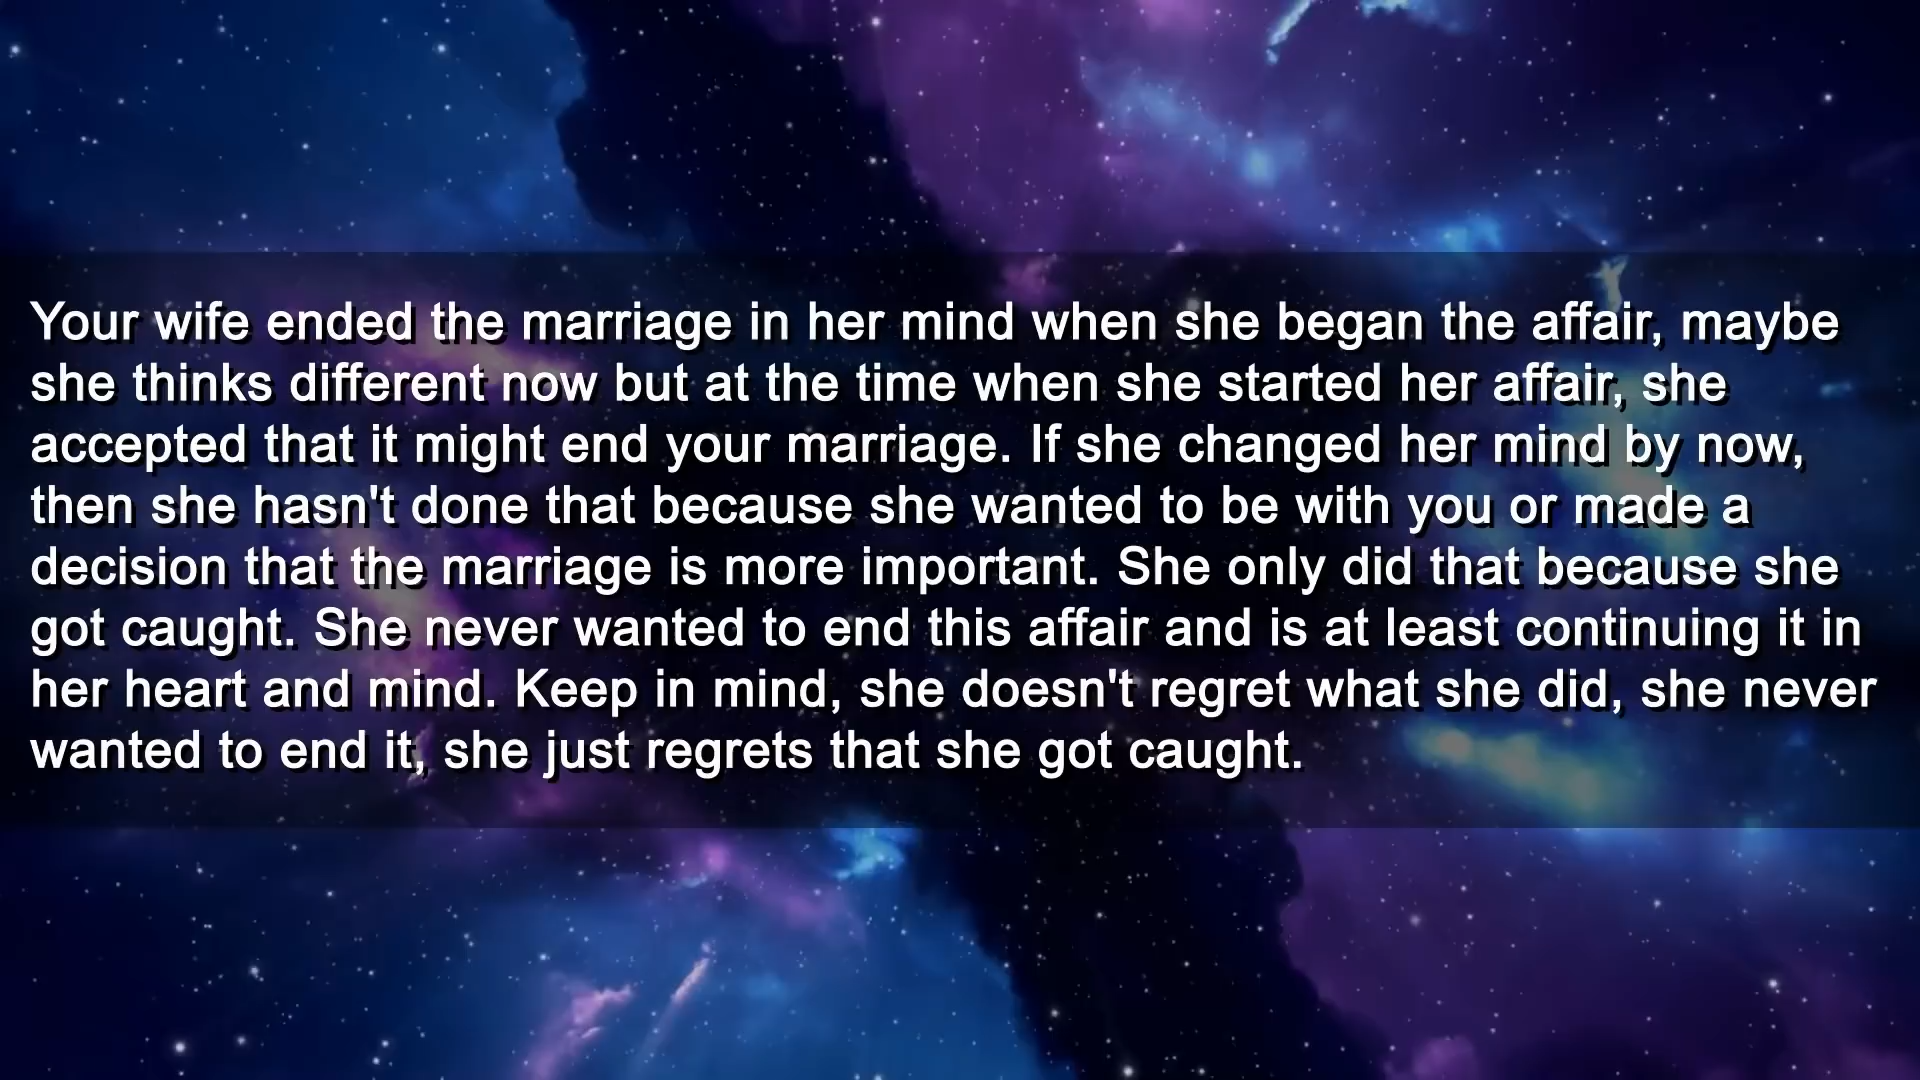 Your wife ended the marriage in her mind when she began the affair, maybe
she thinks different now but at the time when she started her affair, she
accepted that it might end your marriage. If she changed her mind by now,
then she hasn't done that because she wanted to be with you or made a
decision that the marriage is more important. She only did that because she
got caught. She never wanted to end this affair and is at least continuing it in
her heart and mind. Keep in mind, she doesn't regret what she did, she never
wanted to end it, she just regrets that she got caught.